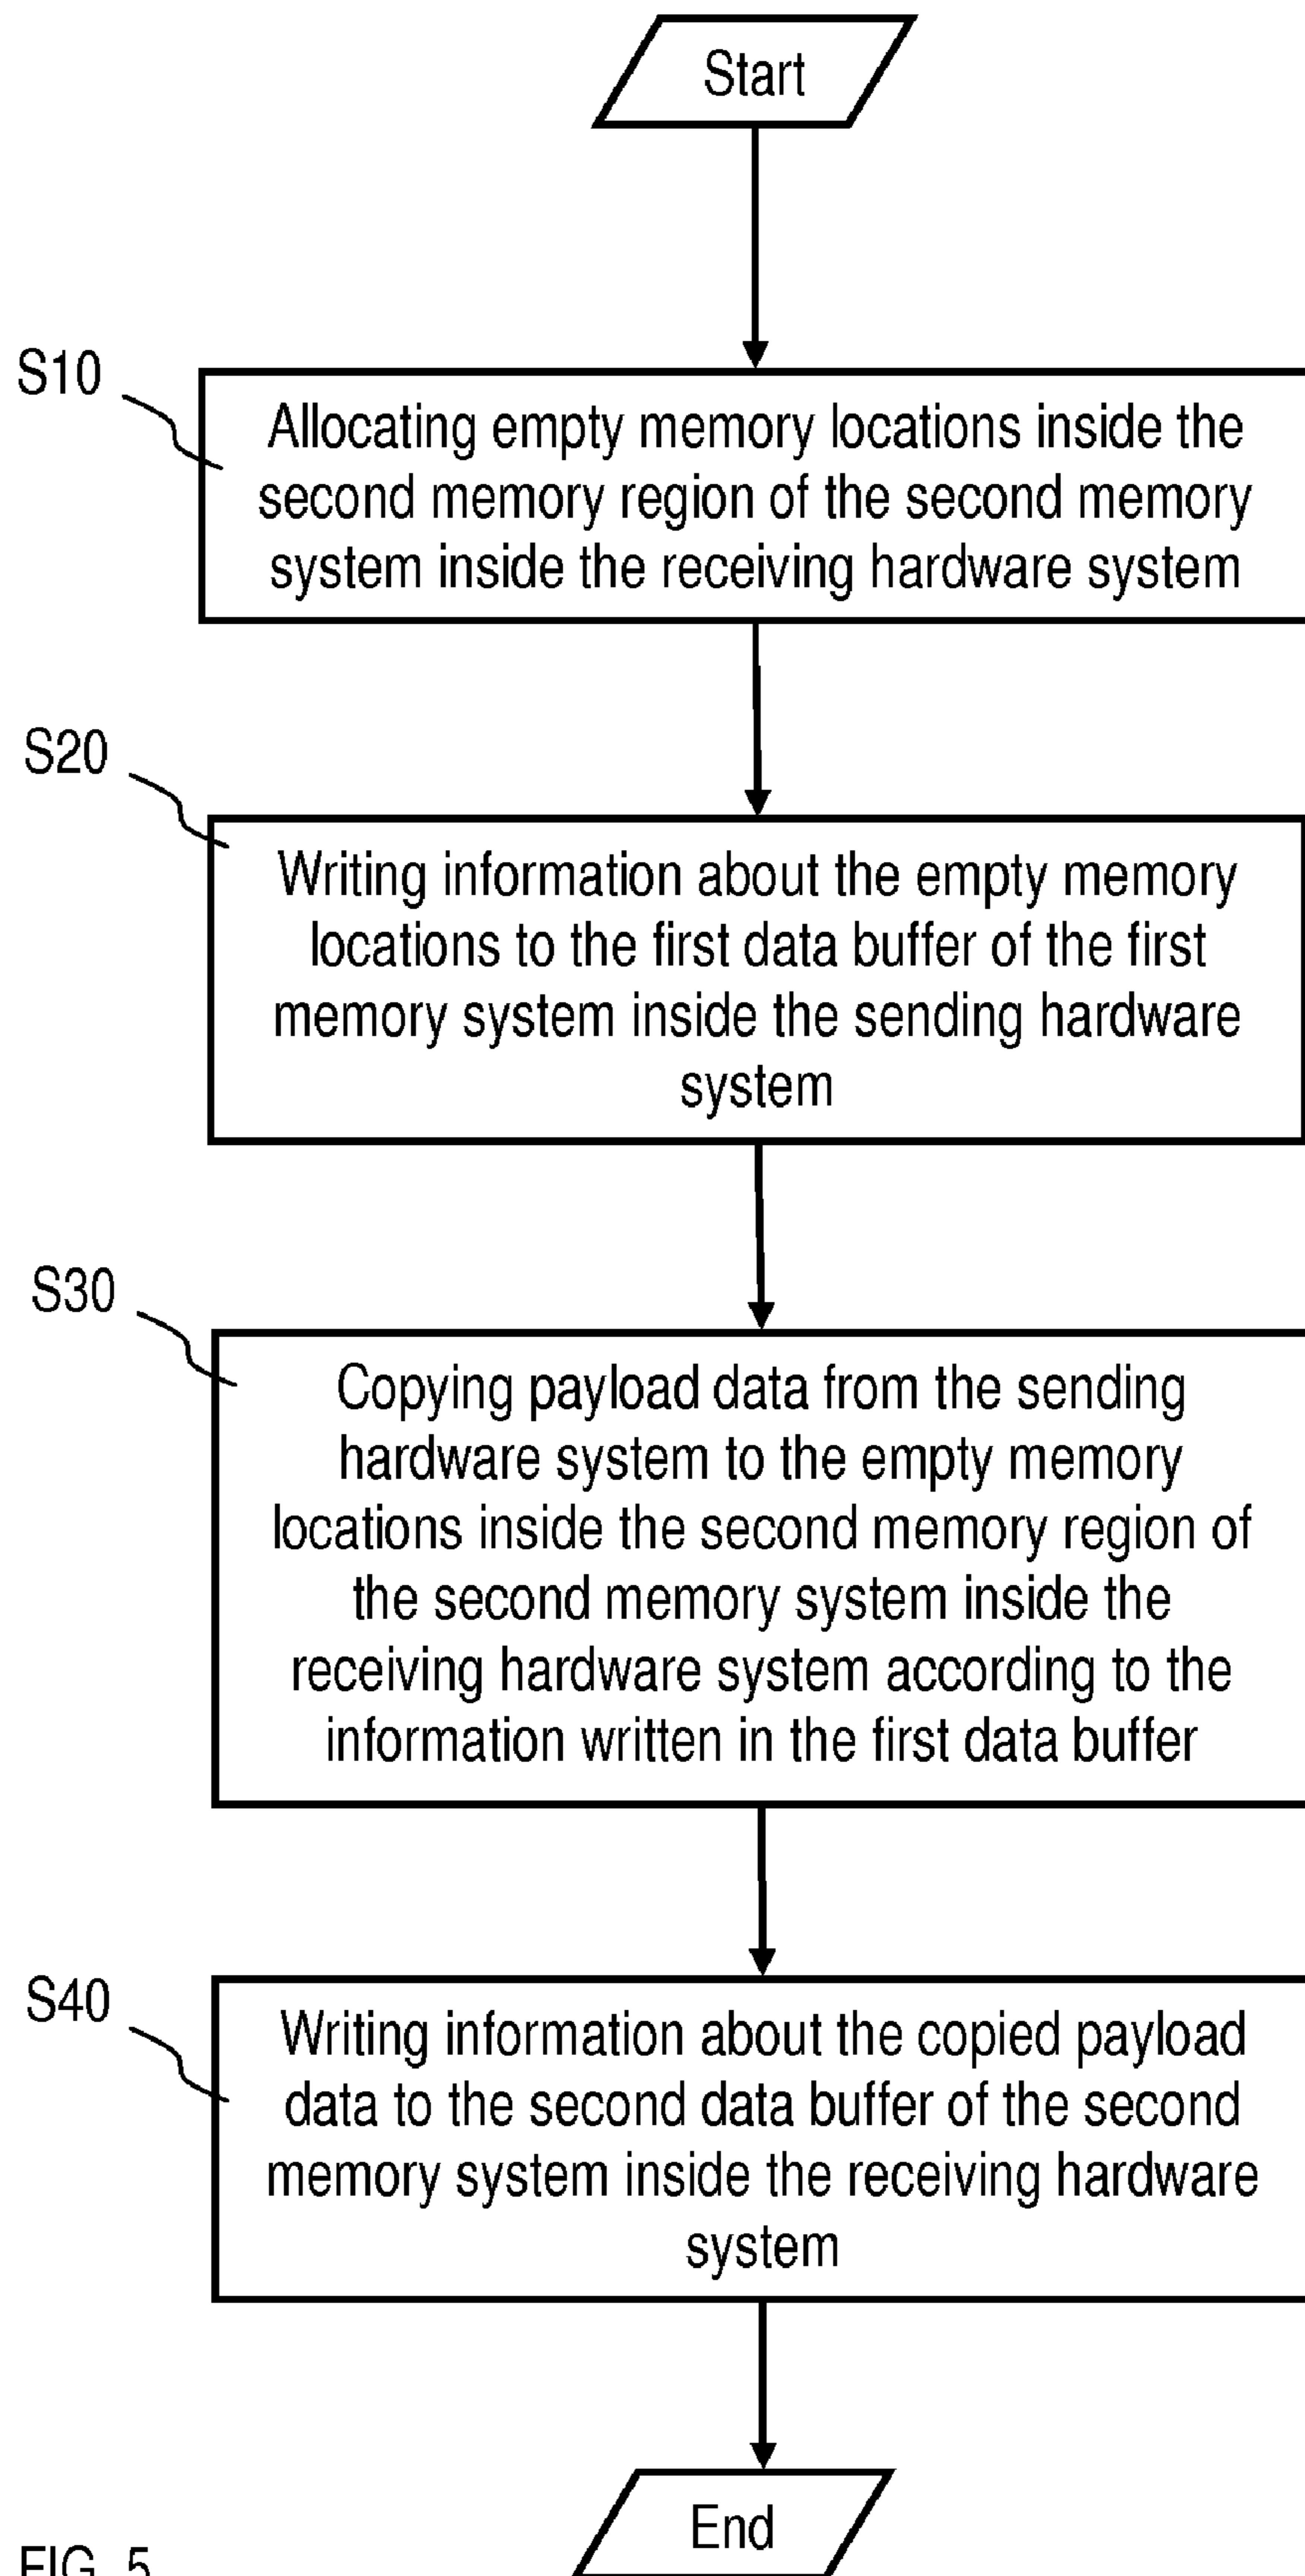 Start
S10
Allocating empty memory locations inside the
second memory region of the second memory
system inside the receiving hardware system
S20
Writing information about the empty memory
locations to the first data buffer of the first
memory system inside the sending hardware
system
S30
Copying payload data from the sending
hardware system to the empty memory
locations inside the second memory region of
the second memory system inside the
receiving hardware system according to the
information written in the first data buffer
S40
Writing information about the copied payload
data to the second data buffer of the second
memory system inside the receiving hardware
system
End
FIG. 5